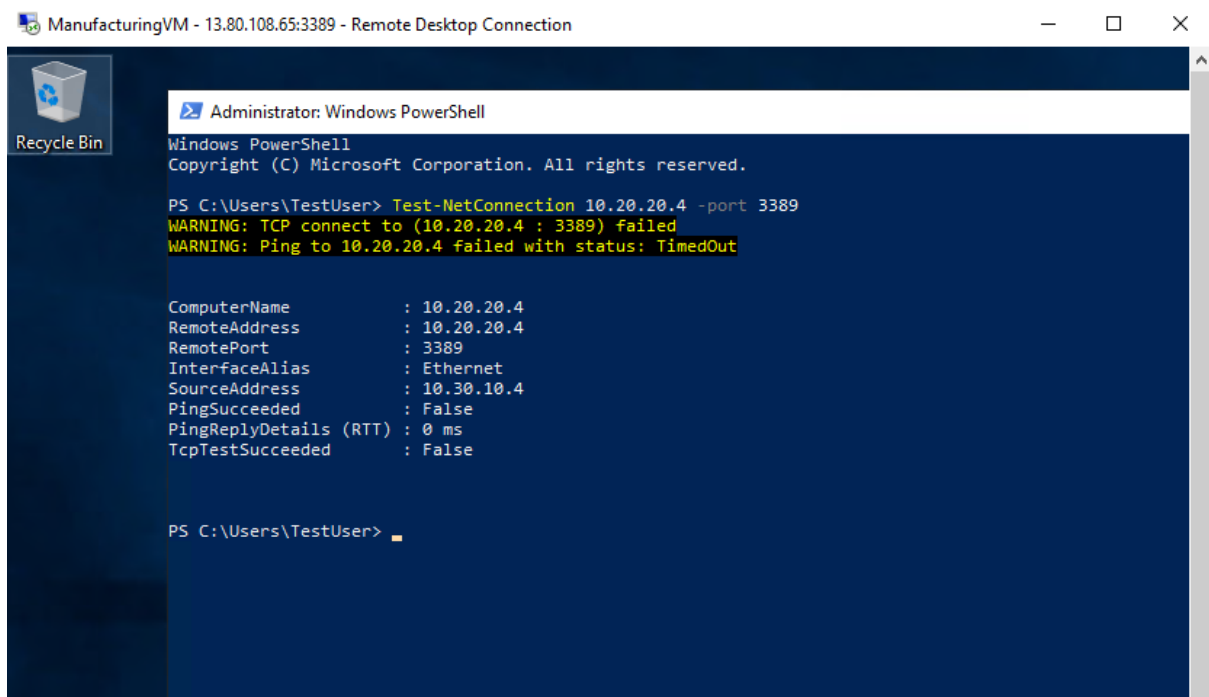 ManufacturingVM - 13.80.108.65:3389 - Remote Desktop Connection
Recycle Bin
Administrator: Windows PowerShell
Windows PowerShell
Copyright (C) Microsoft Corporation. All rights reserved.
PS C:\Users\TestUser> Test-NetConnection 10.20.20.4 -port 3389
WARNING: TCP connect to (10.20.20.4 : 3389) failed
WARNING: Ping to 10.20.20.4 failed with status: TimedOut
ComputerName : 10.20.20.4
RemoteAddress : 10.20.20.4
RemotePort : 3389
InterfaceAlias : Ethernet
SourceAddress : 10.30.10.4
PingSucceeded : False
PingReplyDetails (RTT) : 0 ms
TcpTestSucceeded : False
PS C:\Users\TestUser>